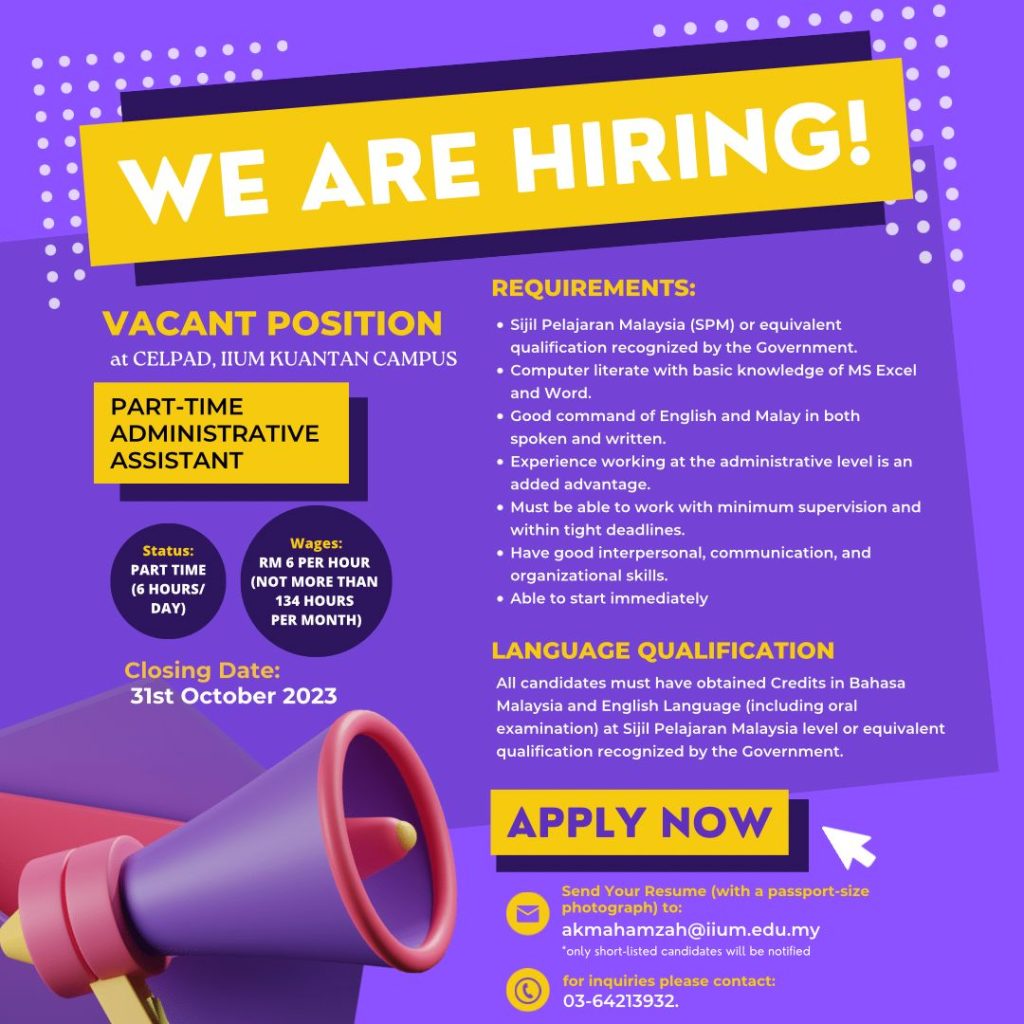 WE ARE HIRING!
VACANT POSITION
at CELPAD, IIUM KUANTAN CAMPUS
PART-TIME
ADMINISTRATIVE
ASSISTANT
Status:
PART TIME
(6 HOURS/
DAY)
Wages:
RM 6 PER HOUR
(NOT MORE THAN
134 HOURS
PER MONTH)
Closing Date:
31st October 2023
REQUIREMENTS:
• Sijil Pelajaran Malaysia (SPM) or equivalent
qualification recognized by the Government.
• Computer literate with basic knowledge of MS Excel
and Word.
• Good command of English and Malay in both
spoken and written.
• Experience working at the administrative level is an
added advantage.
• Must be able to work with minimum supervision and
within tight deadlines.
• Have good interpersonal, communication, and
organizational skills.
• Able to start immediately
LANGUAGE QUALIFICATION
All candidates must have obtained Credits in Bahasa
Malaysia and English Language (including oral
examination) at Sijil Pelajaran Malaysia level or equivalent
qualification recognized by the Government.
APPLY NOW
Send Your Resume (with a passport-size
photograph) to:
akmahamzah@iium.edu.my
*only short-listed candidates will be notified
for inquiries please contact:
03-64213932.